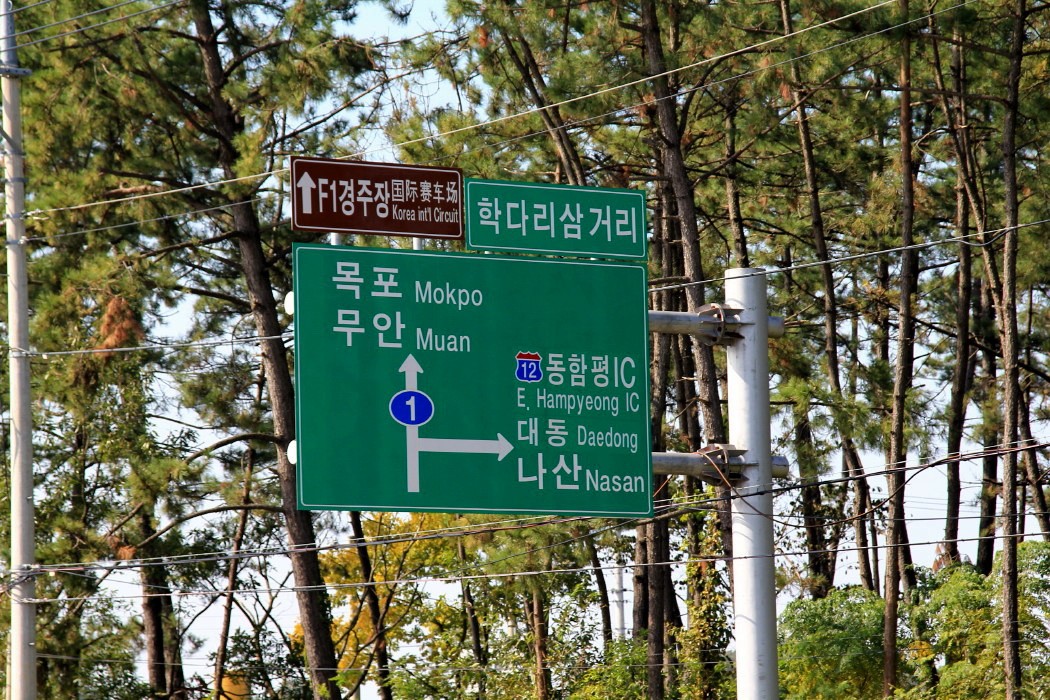 F1경주장 国际赛车场
Korea int'l Circuit
학다리삼거리
목포 Mokpo
무안 Muan
1
12 동함평IC
E. Hampyeong IC
대동 Daedong
나산 Nasan